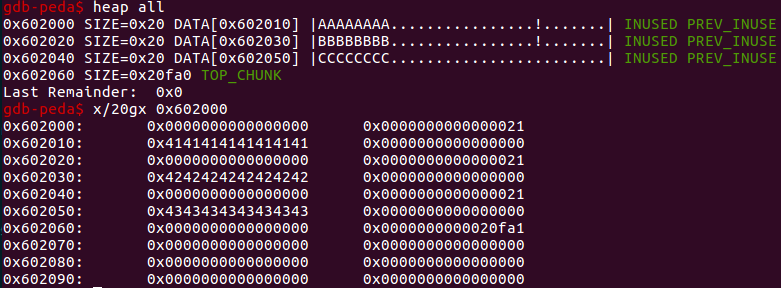 gdb-peda$ heap all
0x602000 SIZE=0x20 DATA[0x602010] |AAAAAAAA................!.......| INUSED PREV_INUSE
0x602020 SIZE=0x20 DATA[0x602030] |BBBBBBBB................!.......| INUSED PREV_INUSE
0x602040 SIZE=0x20 DATA[0x602050] |CCCCCCCC........................| INUSED PREV_INUSE
0x602060 SIZE=0x20fa0 TOP_CHUNK
Last Remainder:  0x0
gdb-peda$ x/20gx 0x602000
0x602000:	0x0000000000000000	0x0000000000000021
0x602010:	0x4141414141414141	0x0000000000000000
0x602020:	0x0000000000000000	0x0000000000000021
0x602030:	0x4242424242424242	0x0000000000000000
0x602040:	0x0000000000000000	0x0000000000000021
0x602050:	0x4343434343434343	0x0000000000000000
0x602060:	0x0000000000000000	0x0000000000020fa1
0x602070:	0x0000000000000000	0x0000000000000000
0x602080:	0x0000000000000000	0x0000000000000000
0x602090:	0x0000000000000000	0x0000000000000000